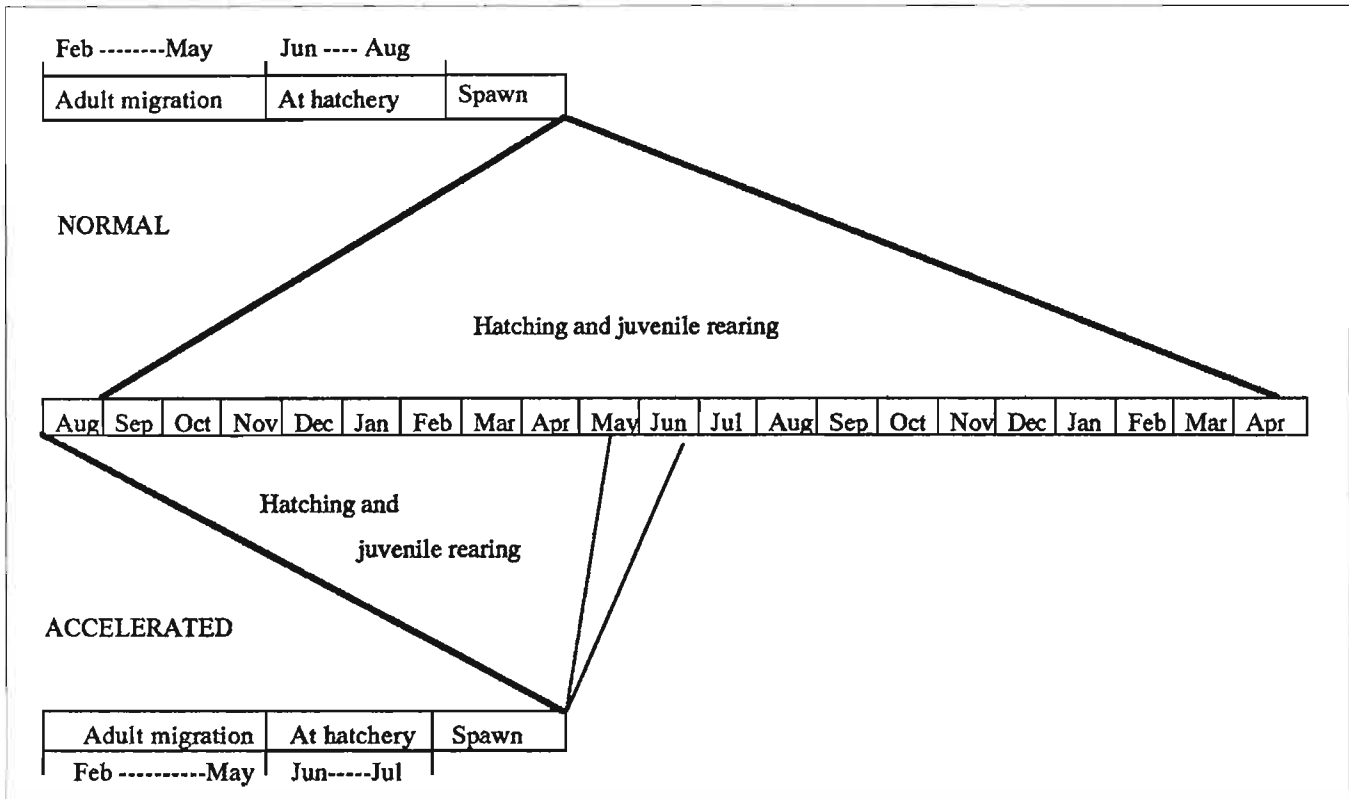 Feb --------May Jun ---- Aug
Adult migration At hatchery Spawn
NORMAL
Hatching and juvenile rearing
Aug Sep Oct Nov Dec Jan Feb Mar Apr May Jun Jul Aug Sep Oct Nov Dec Jan Feb Mar Apr
Hatching and
juvenile rearing
ACCELERATED
Adult migration At hatchery Spawn
Feb ----------May Jun-----Jul